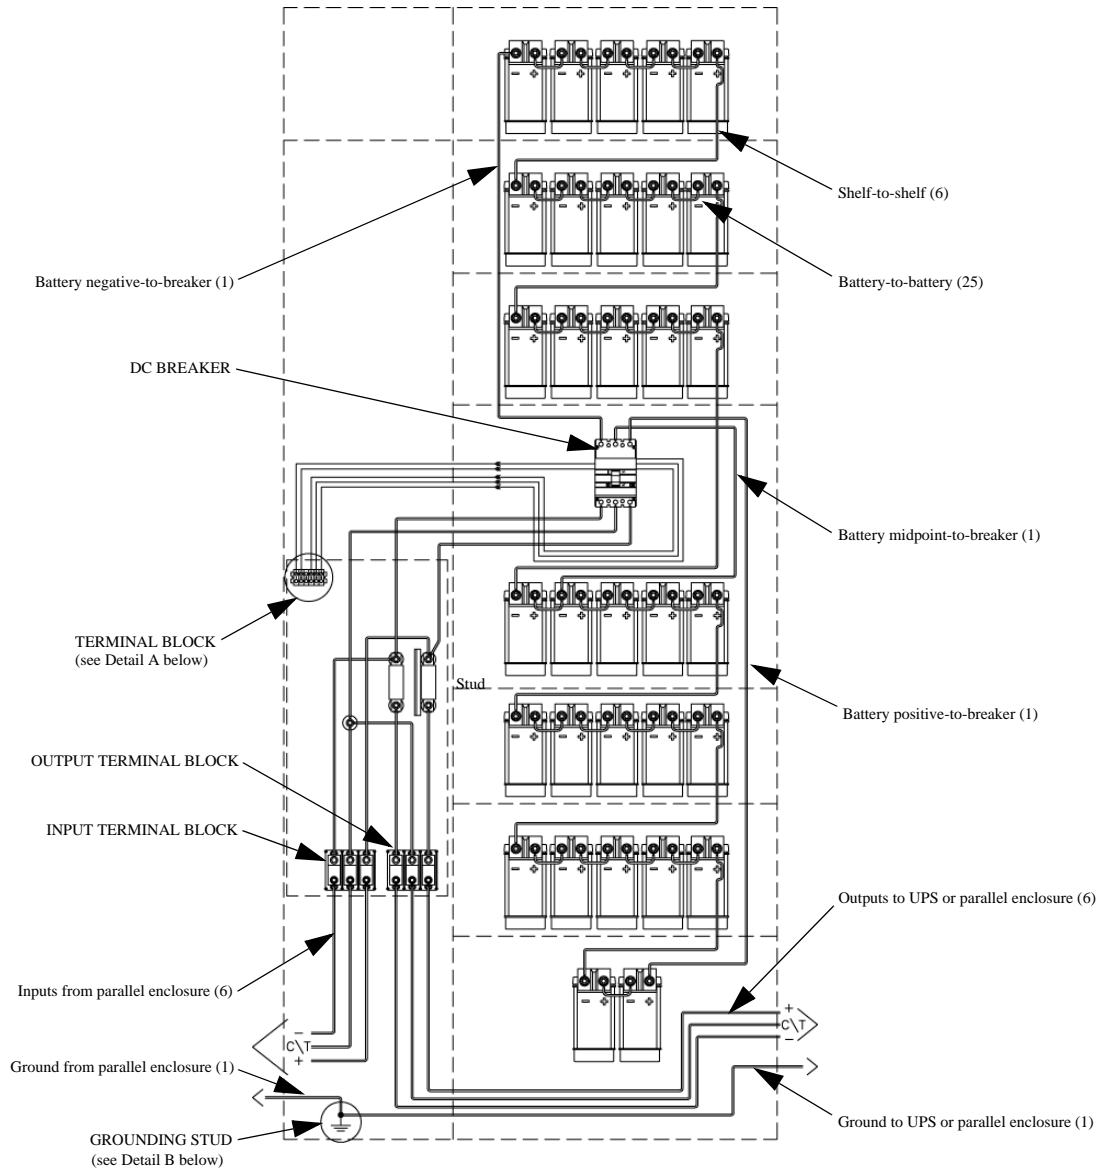 Shelf-to-shelf (6)
Battery negative-to-breaker (1)
Battery-to-battery (25)
DC BREAKER
Battery midpoint-to-breaker (1)
TERMINAL BLOCK
(see Detail A below)
Stud
Battery positive-to-breaker (1)
OUTPUT TERMINAL BLOCK
INPUT TERMINAL BLOCK
Outputs to UPS or parallel enclosure (6)
Inputs from parallel enclosure (6)
+
C\T
−
−
C\T
+
Ground from parallel enclosure (1)
Ground to UPS or parallel enclosure (1)
GROUNDING STUD
(see Detail B below)